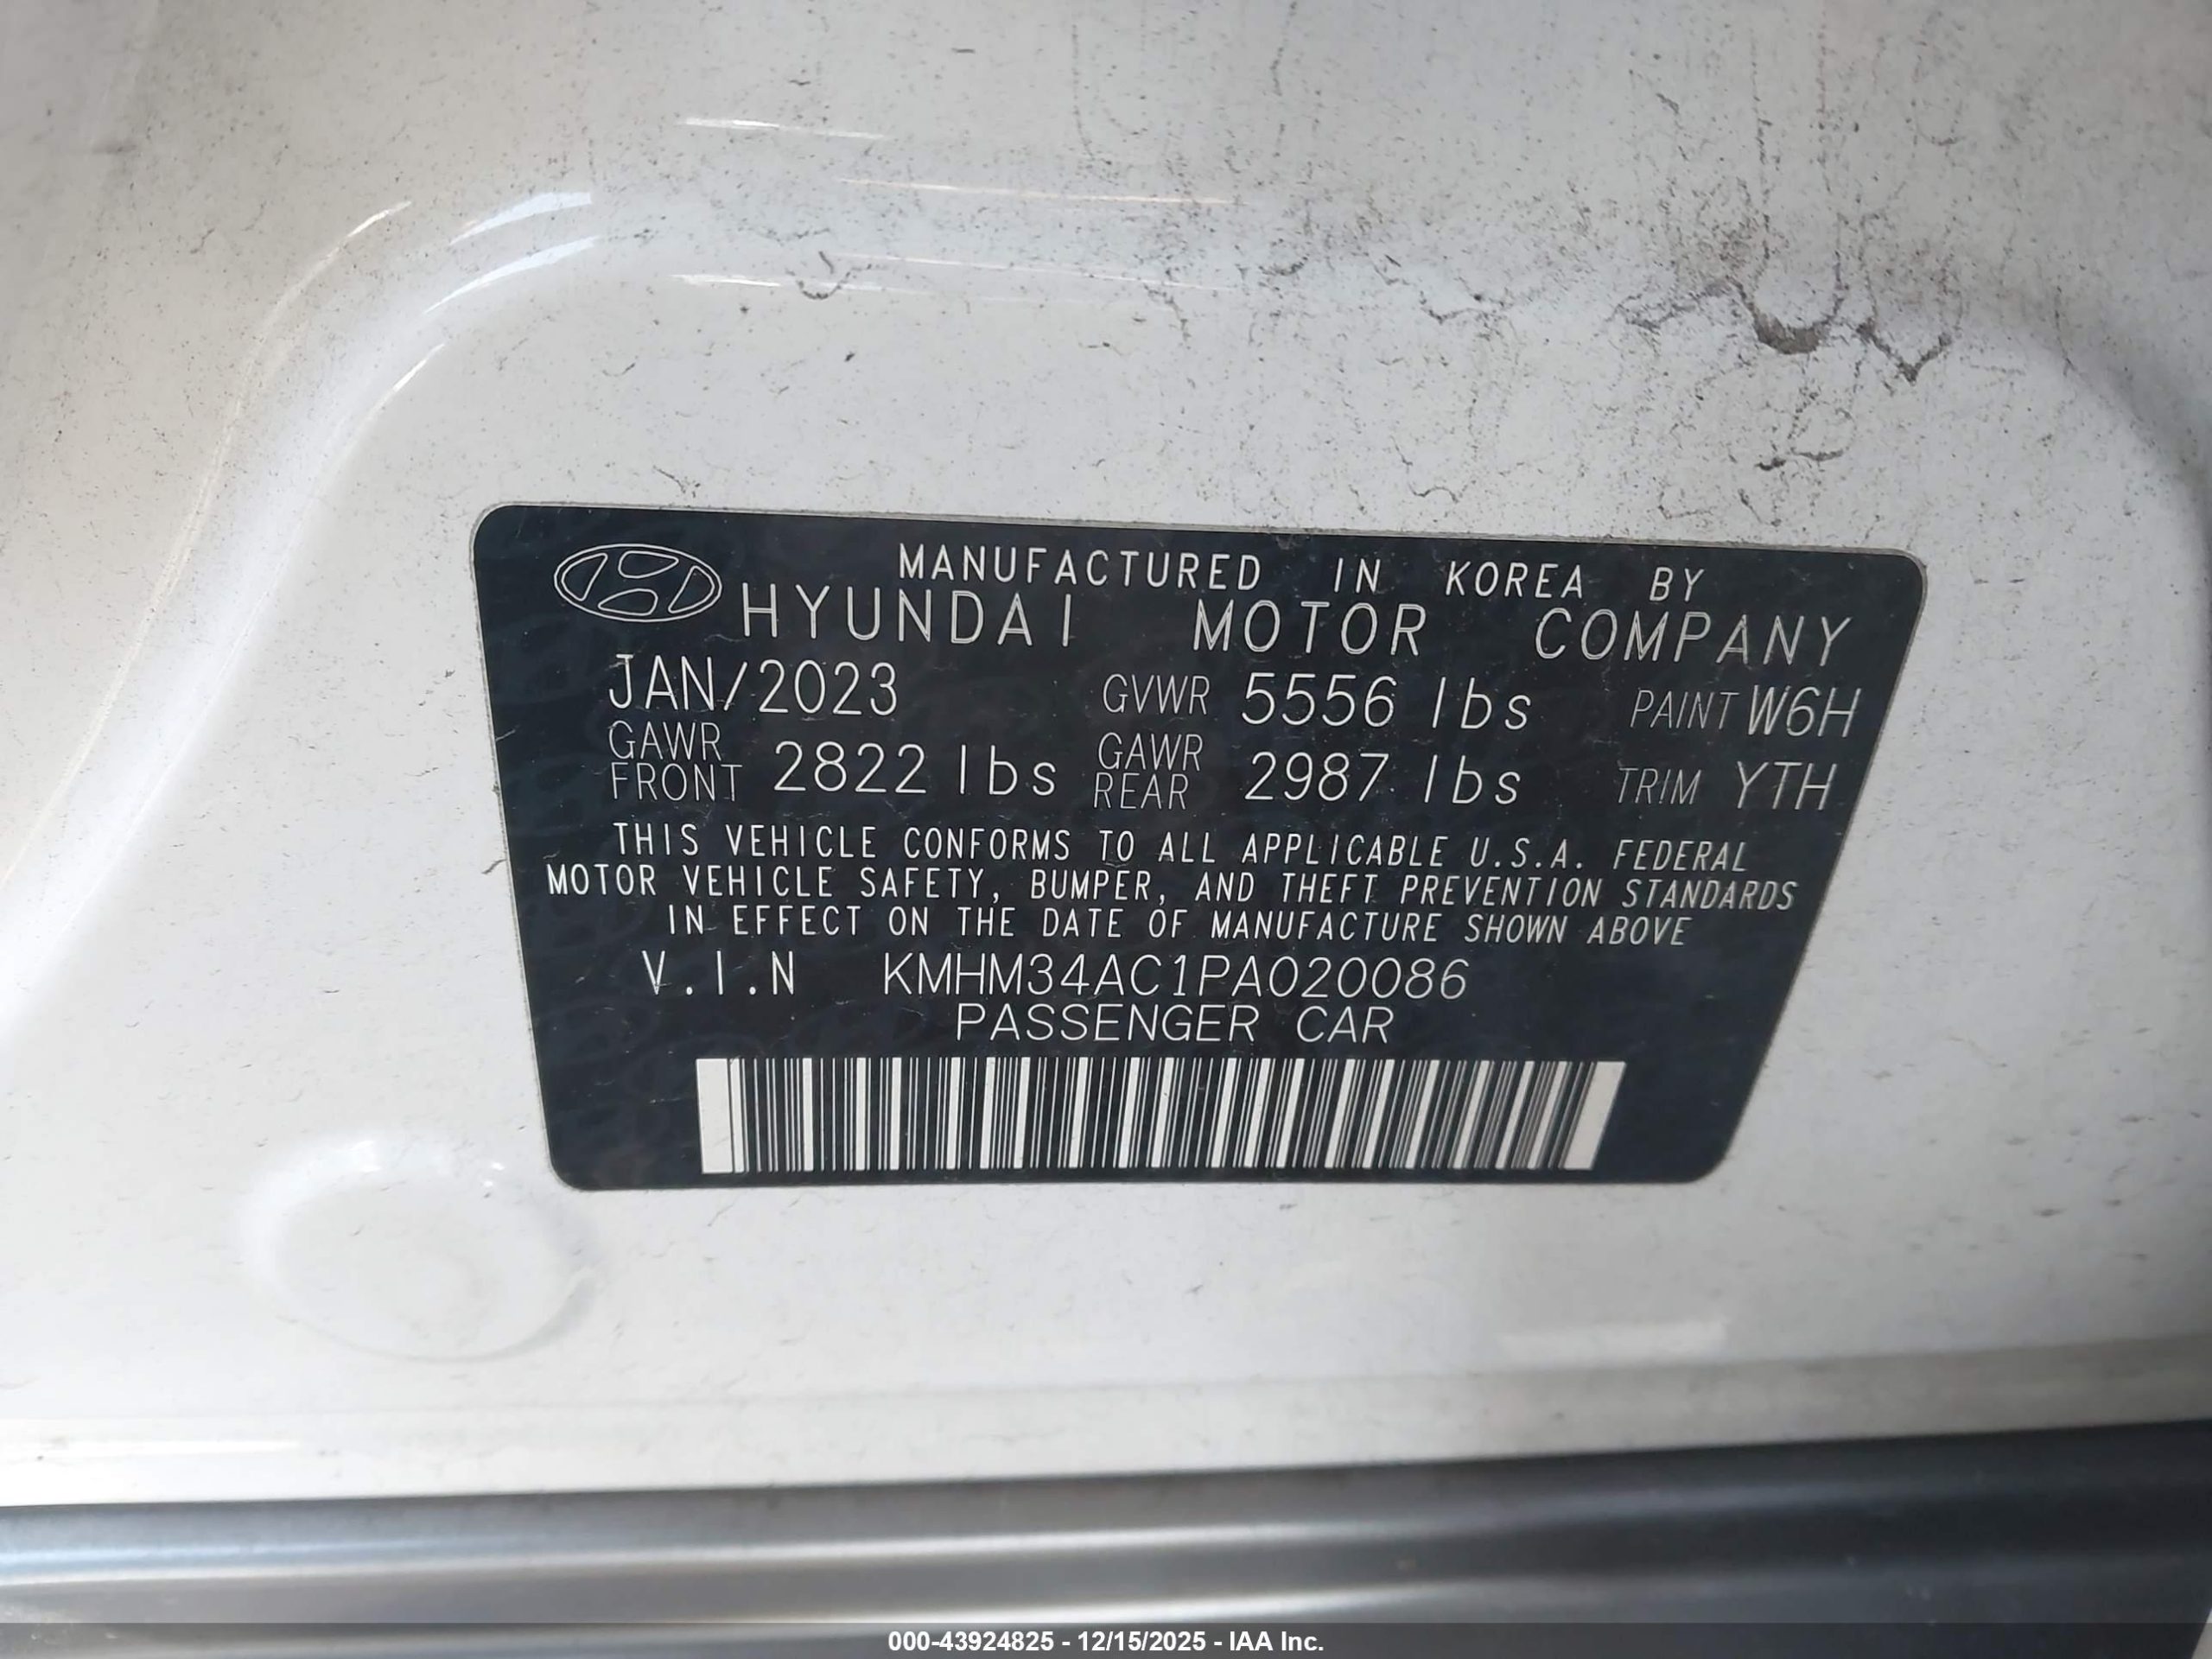 MANUFACTURED IN KOREA BY
HYUNDAI MOTOR COMPANY
JAN/2023 GVWR 5556 lbs PAINT W6H
GAWR FRONT 2822 lbs GAWR REAR 2987 lbs TRIM YTH
THIS VEHICLE CONFORMS TO ALL APPLICABLE U.S.A. FEDERAL
MOTOR VEHICLE SAFETY, BUMPER, AND THEFT PREVENTION STANDARDS
IN EFFECT ON THE DATE OF MANUFACTURE SHOWN ABOVE
V.I.N KMHM34AC1PA020086
PASSENGER CAR
000-43924825 - 12/15/2025 - IAA Inc.